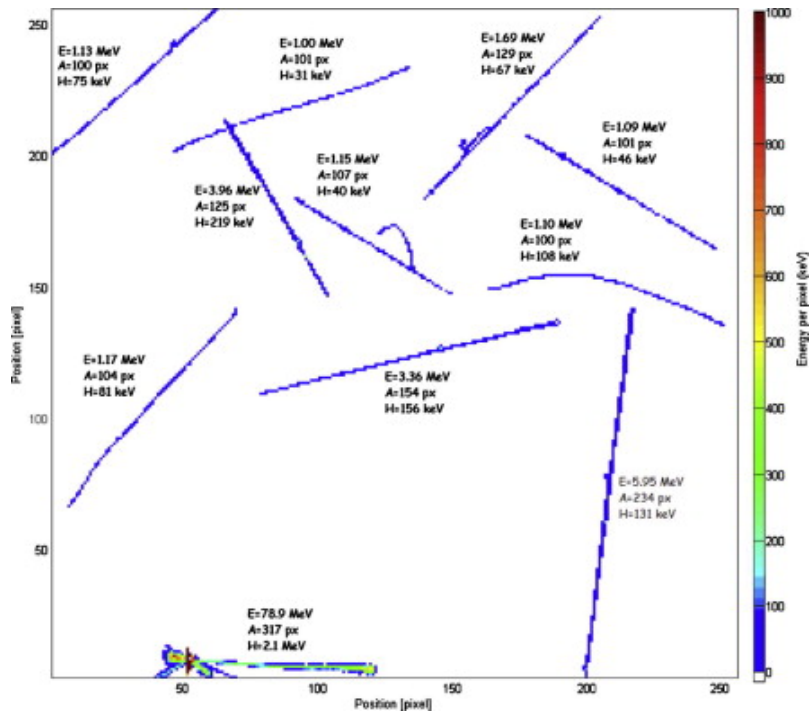 250
200
150
100
50
Position [pixel]
50
100
150
200
250
Position [pixel]
E=1.13 MeV
A=100 px
H=75 keV
E=1.00 MeV
A=101 px
H=31 keV
E=1.69 MeV
A=129 px
H=67 keV
E=1.09 MeV
A=101 px
H=46 keV
E=3.96 MeV
A=125 px
H=219 keV
E=1.15 MeV
A=107 px
H=40 keV
E=1.10 MeV
A=100 px
H=108 keV
E=1.17 MeV
A=104 px
H=81 keV
E=3.36 MeV
A=154 px
H=156 keV
E=5.95 MeV
A=234 px
H=131 keV
E=78.9 MeV
A=317 px
H=2.1 MeV
1000
900
800
700
600
500
400
300
200
100
0
Energy per pixel (keV)